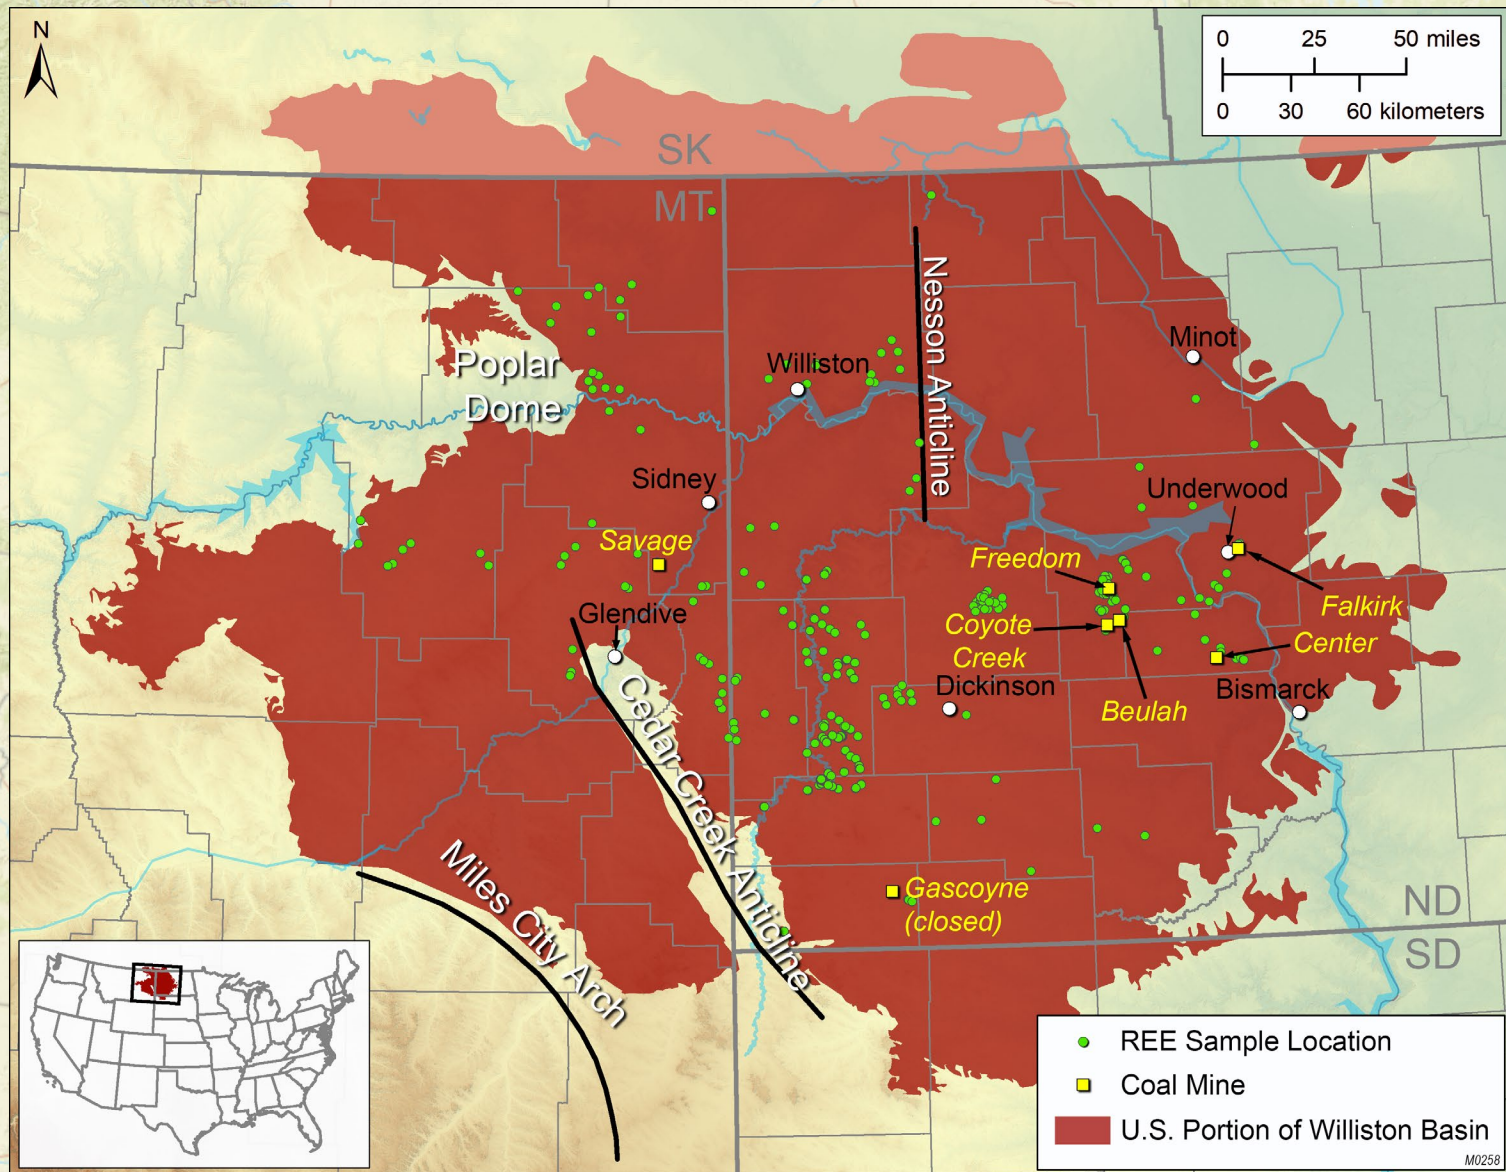 N
0 25 50 miles
0 30 60 kilometers
SK
MT
Nesson Anticline
Minot
Poplar
Dome
Williston
Sidney
Underwood
Savage
Freedom
Falkirk
Glendive
Coyote
Creek
Center
Dickinson
Bismarck
Beulah
Cedar Creek Anticline
Miles City Arch
Gascoyne
(closed)
ND
SD
REE Sample Location
Coal Mine
U.S. Portion of Williston Basin
M0258